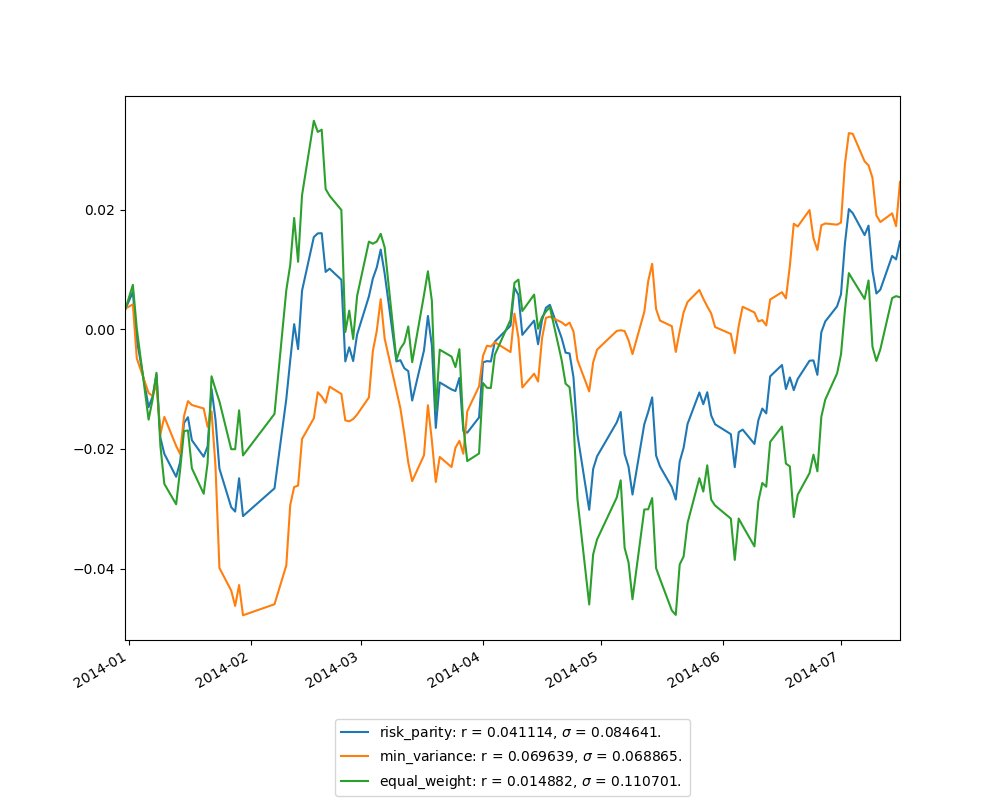 0.02
0.00
−0.02
−0.04
2014-01 2014-02 2014-03 2014-04 2014-05 2014-06 2014-07
risk_parity: r = 0.041114, σ = 0.084641.
min_variance: r = 0.069639, σ = 0.068865.
equal_weight: r = 0.014882, σ = 0.110701.